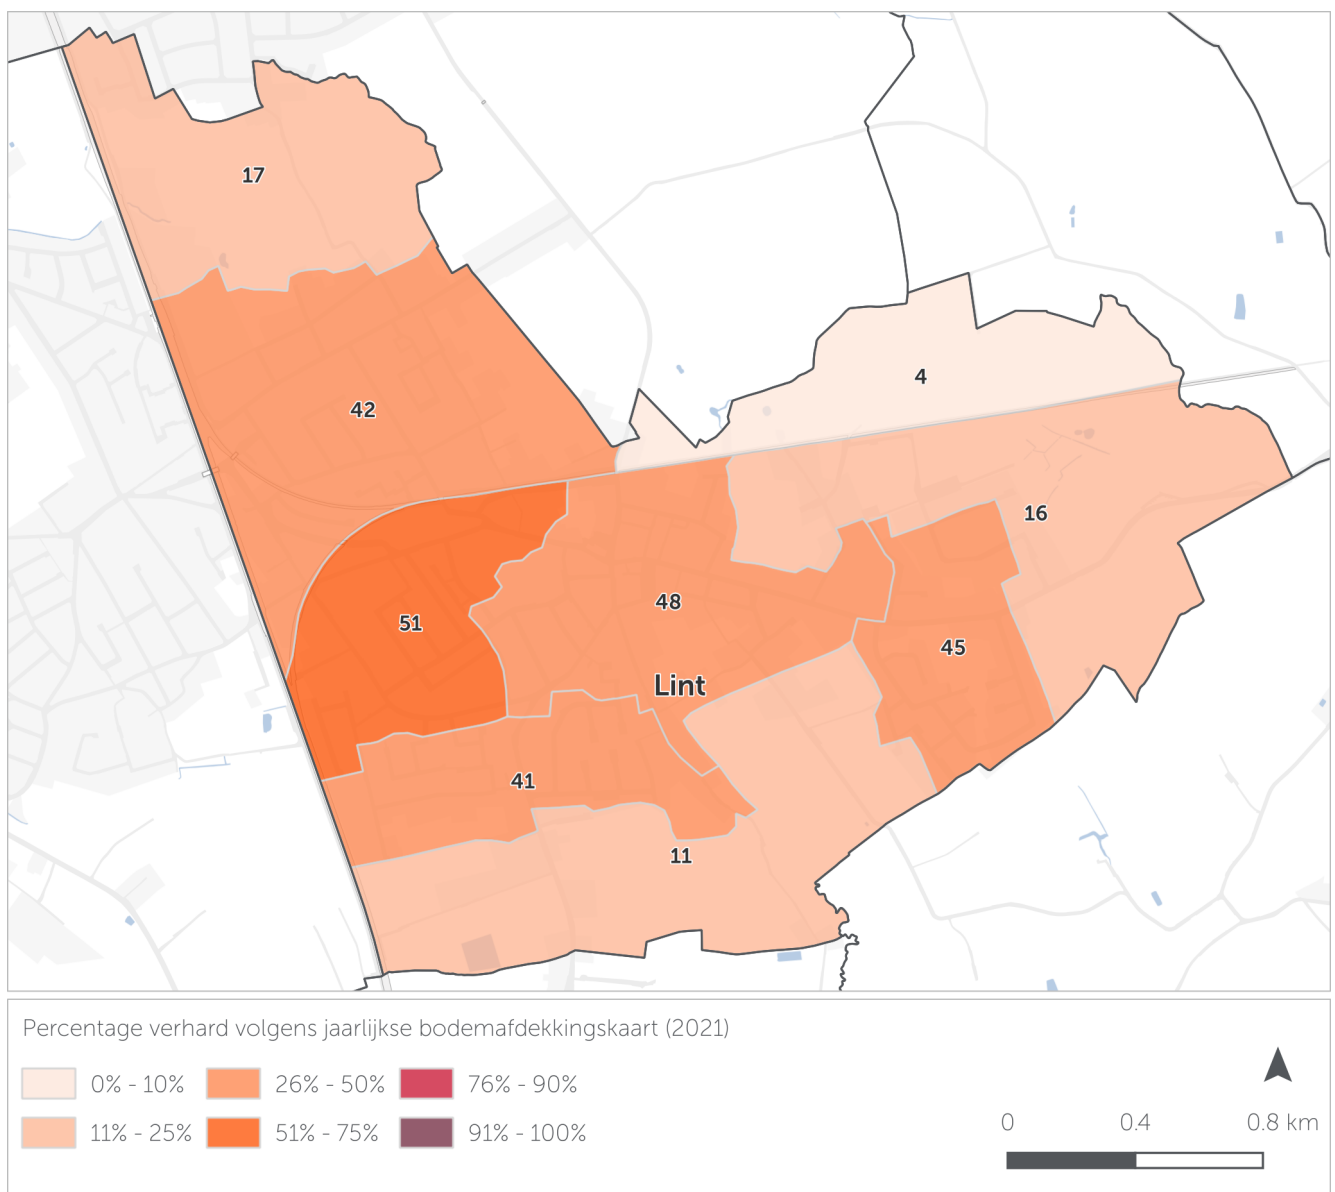 17
4
42
16
48
51
45
Lint
41
11
Percentage verhard volgens jaarlijkse bodemafdekkingskaart (2021)
0% - 10%
26% - 50%
76% - 90%
11% - 25%
51% - 75%
91% - 100%
0 0.4 0.8 km